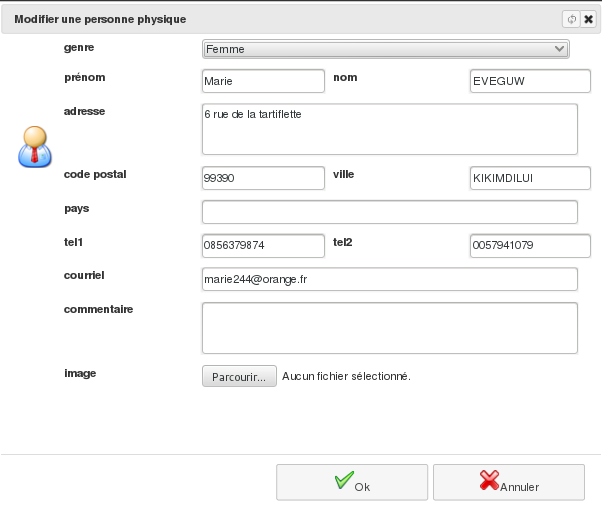 Modifier une personne physique
genre Femme
prénom Marie nom EVEGUW
adresse 6 rue de la tartiflette
code postal 99390 ville KIKIMDILUI
pays
tel1 0856379874 tel2 0057941079
courriel marie244@orange.fr
commentaire
image Parcourir... Aucun fichier sélectionné.
Ok Annuler